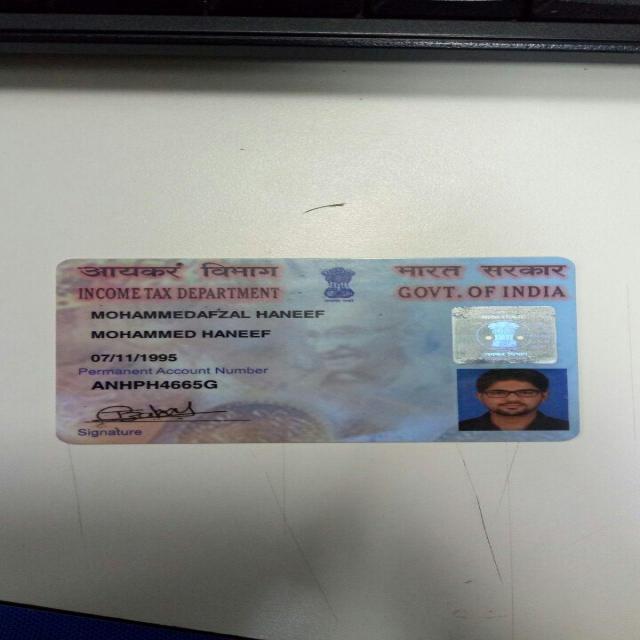 आयकर विभाग
भारत सरकार
INCOME TAX DEPARTMENT
GOVT. OF INDIA
MOHAMMEDAFZAL HANEEF
MOHAMMED HANEEF
07/11/1995
Permanent Account Number
ANHPH4665G
Signature